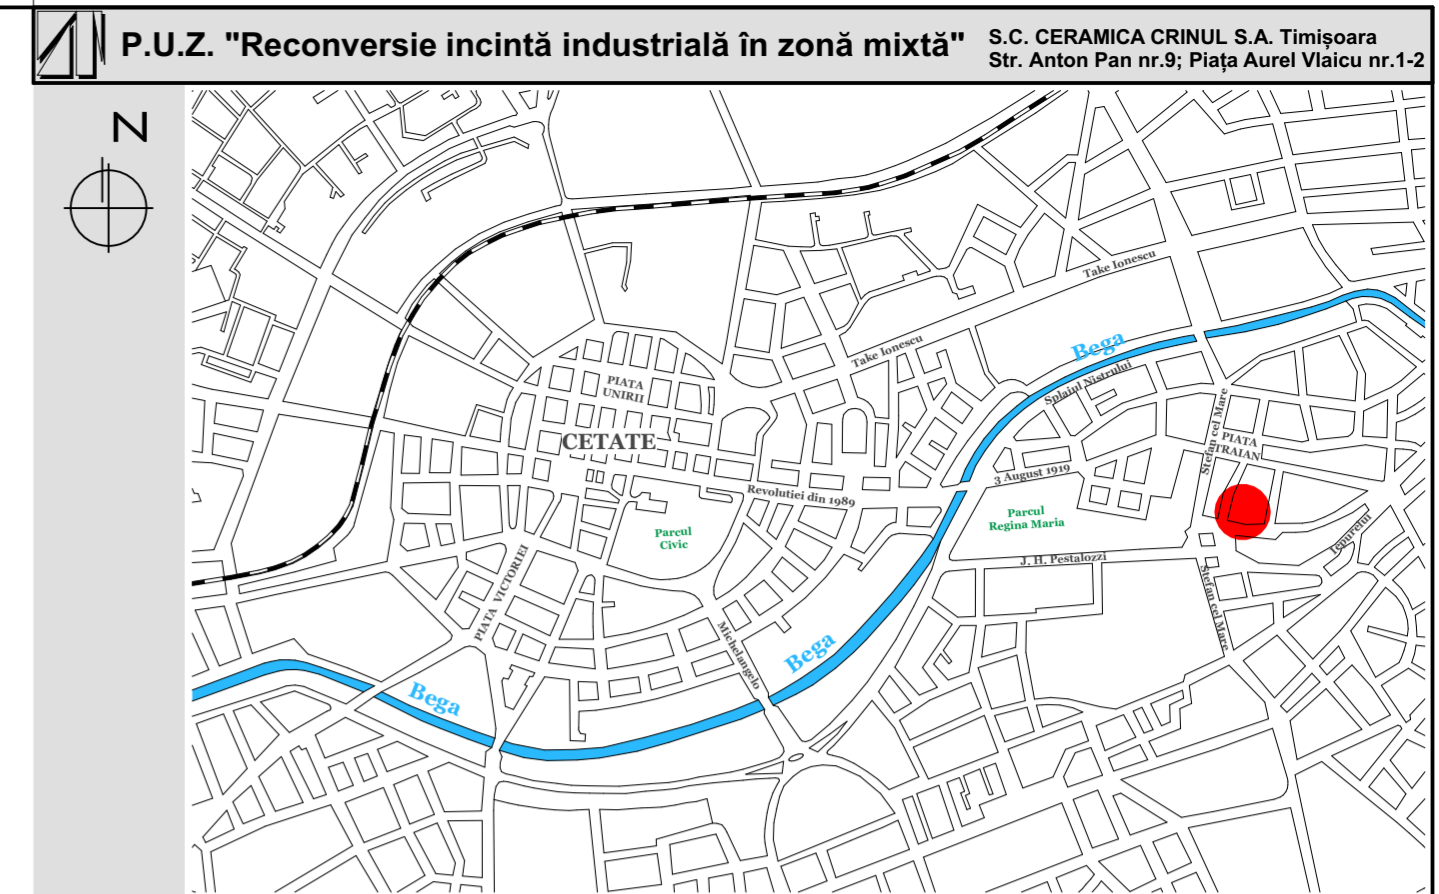 P.U.Z. "Reconversie incintă industrială în zonă mixtă"
S.C. CERAMICA CRINUL S.A. Timișoara
Str. Anton Pan nr.9; Piața Aurel Vlaicu nr.1-2
N
Take Ionescu
Take Ionescu
Bega
Splaiul Nistrului
PIATA
UNIRII
CETATE
Stefan cel Mare
PIATA
TRAIAN
3 August 1919
Revolutiei din 1989
Parcul
Regina Maria
Parcul
Civic
Iepurelui
J. H. Pestalozzi
PIATA VICTORIEI
Stefan cel Mare
Michelangelo
Bega
Bega